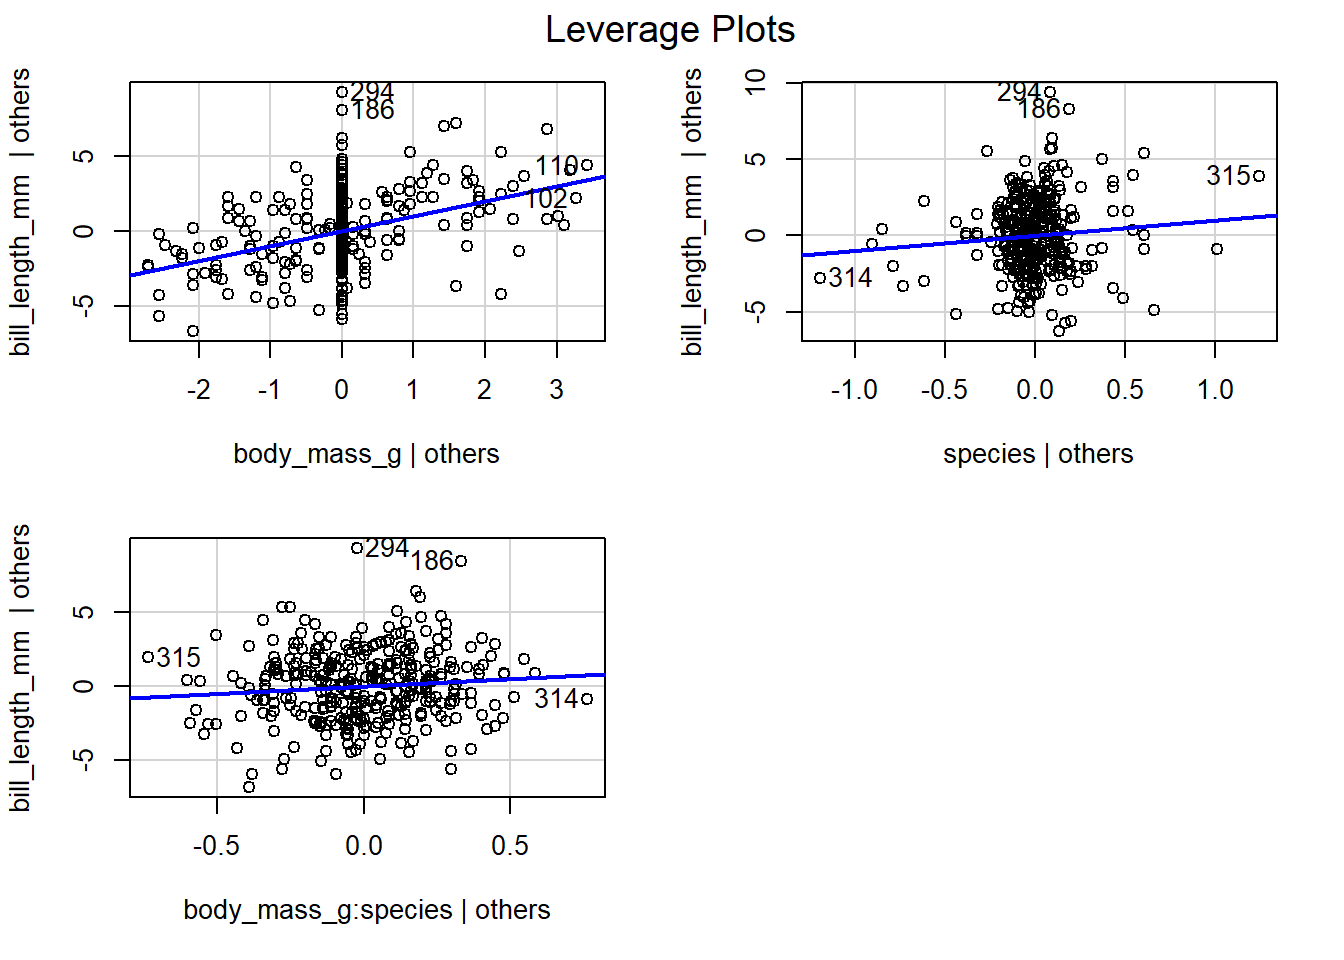 Leverage Plots
bill_length_mm | others
5
0
-5
294
186
110
102
-2 -1 0 1 2 3
body_mass_g | others
bill_length_mm | others
10
5
0
-5
294
186
315
314
-1.0 -0.5 0.0 0.5 1.0
species | others
bill_length_mm | others
5
0
-5
294
186
315
314
-0.5 0.0 0.5
body_mass_g:species | others